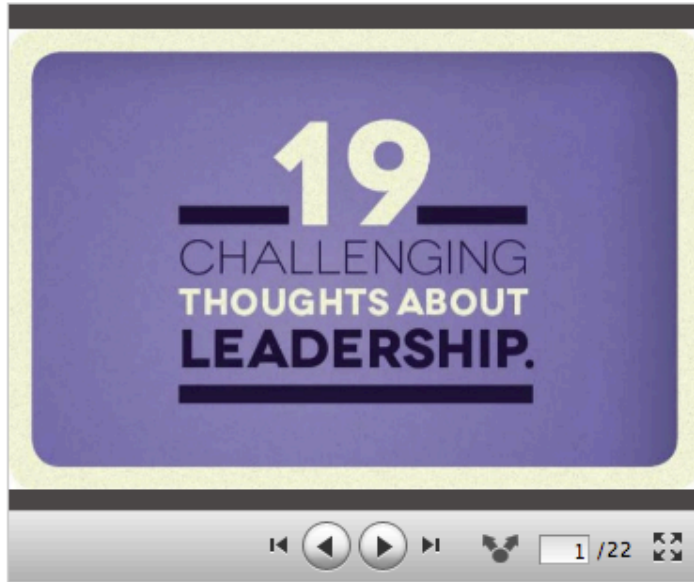 19
CHALLENGING
THOUGHTS ABOUT
LEADERSHIP.
1 /22